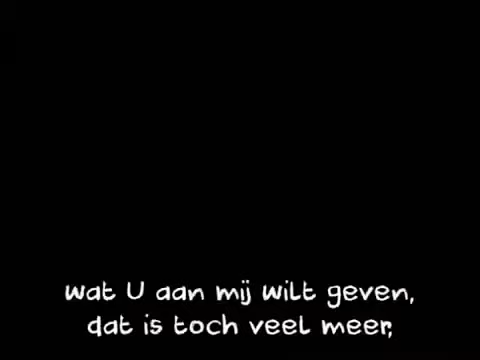 wat U aan mij wilt geven,
dat is toch veel meer,